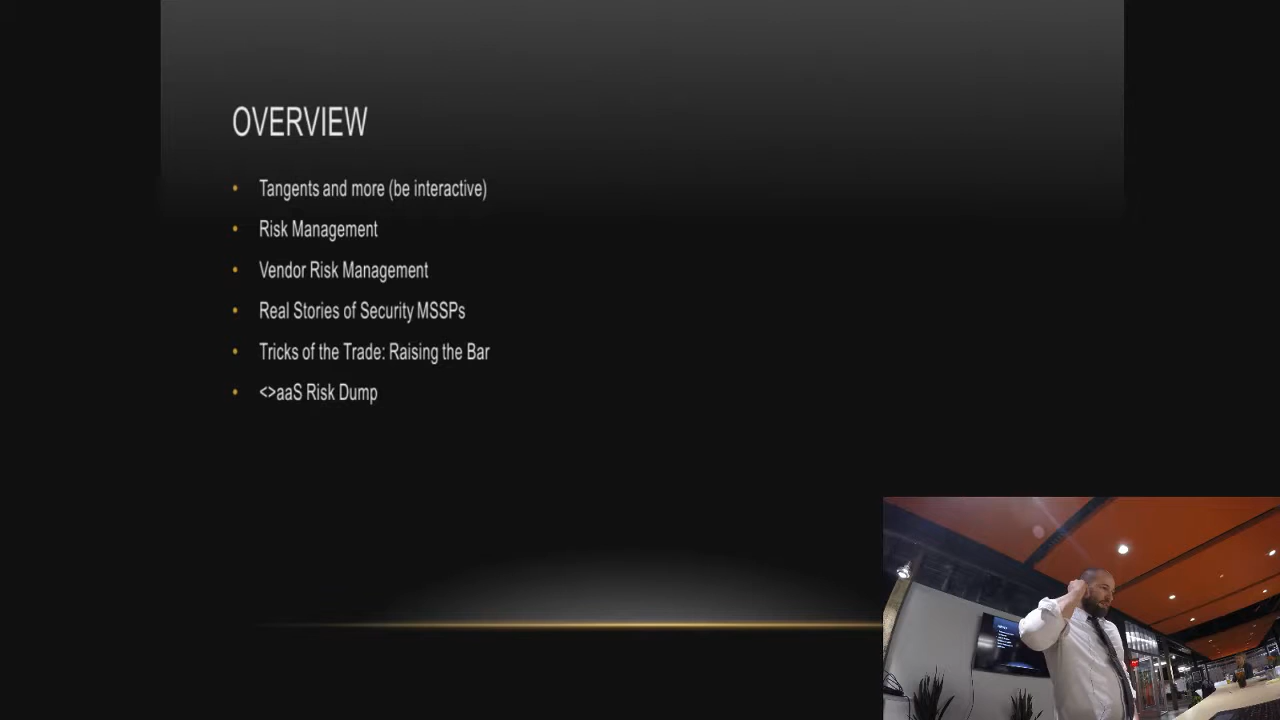 OVERVIEW
Tangents and more (be interactive)
Risk Management
Vendor Risk Management
Real Stories of Security MSSPs
Tricks of the Trade: Raising the Bar
<>aaS Risk Dump